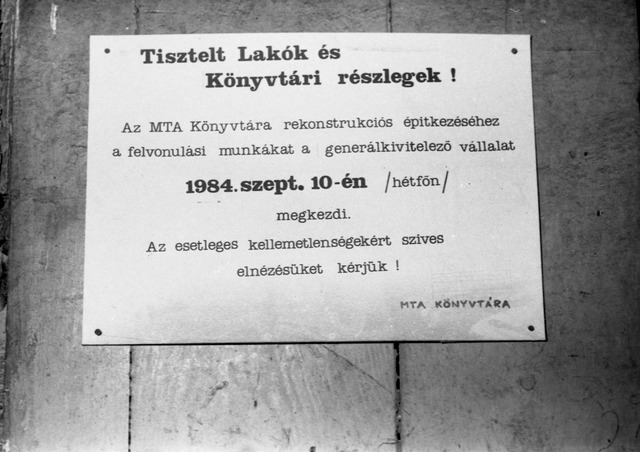 Tisztelt Lakók és
Könyvtári részlegek !
Az MTA Könyvtára rekonstrukciós épitkezéséhez
a felvonulási munkákat a generálkivitelező vállalat
1984. szept. 10-én /hétfőn/
megkezdi.
Az esetleges kellemetlenségekért szives
elnézésüket kérjük !
MTA KÖNYVTÁRA